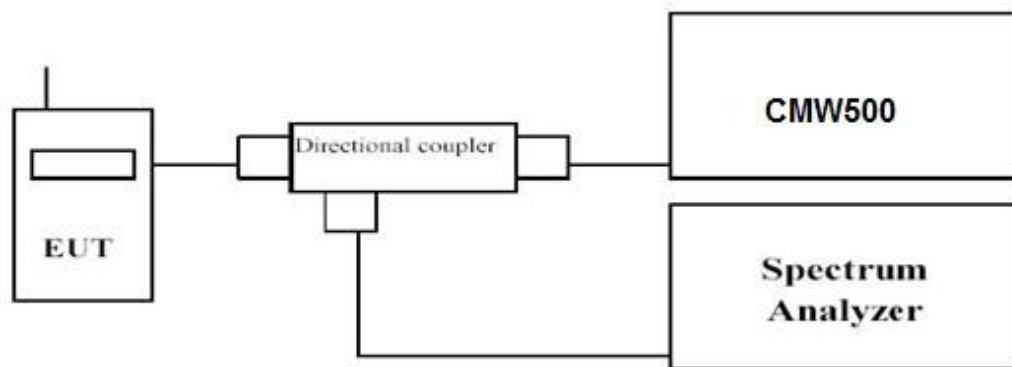 EUT
Directional coupler
CMW500
Spectrum
Analyzer